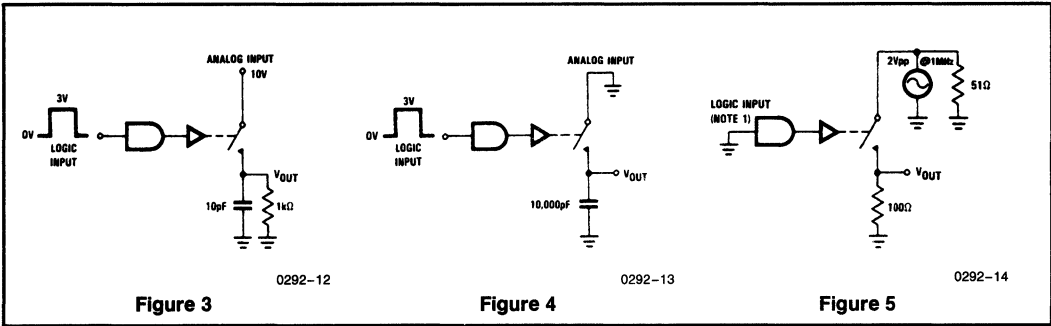 ANALOG INPUT
10V
3V
0V
LOGIC
INPUT
VOUT
10pF
1kΩ
0292-12
Figure 3
ANALOG INPUT
3V
0V
LOGIC
INPUT
VOUT
10,000pF
0292-13
Figure 4
2Vpp
@1MHz
51Ω
LOGIC INPUT
(NOTE 1)
VOUT
100Ω
0292-14
Figure 5